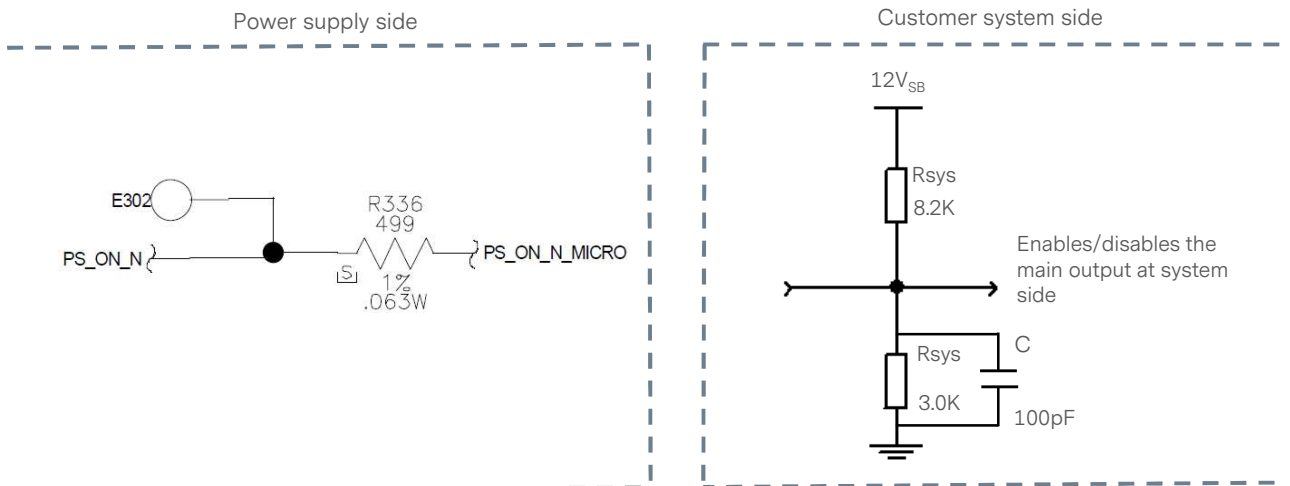 Power supply side
E302
PS_ON_N
R336
499
S
1%
.063W
PS_ON_N_MICRO
Customer system side
12VSB
Rsys
8.2K
Enables/disables the
main output at system
side
Rsys
3.0K
C
100pF